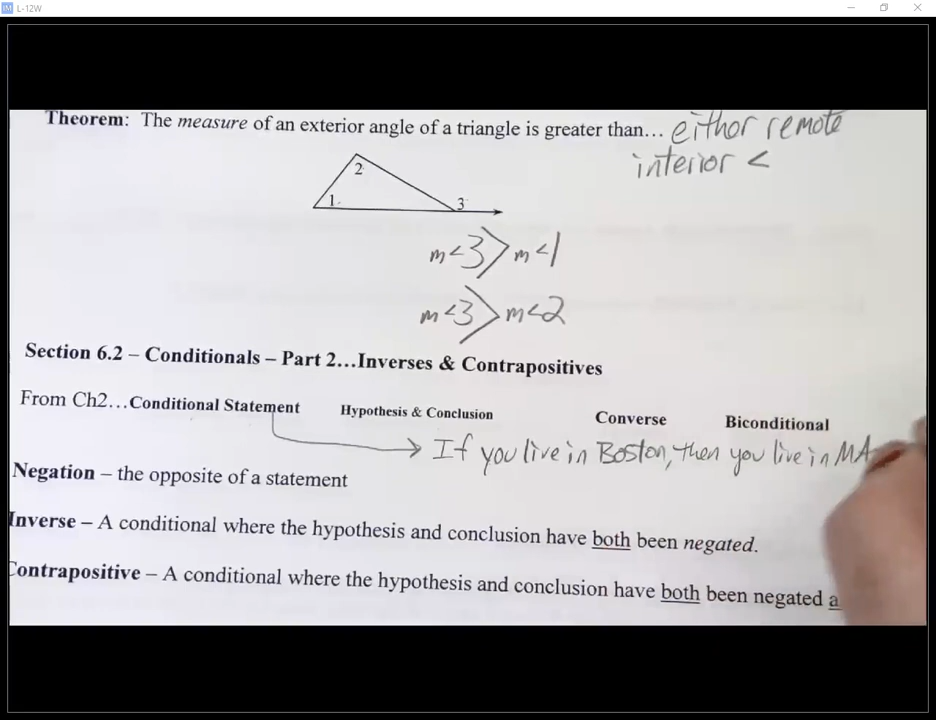 L-12W
Theorem: The measure of an exterior angle of a triangle is greater than... either remote
interior <
2
1
3
m<3 > m<1
m<3 > m<2
Section 6.2 – Conditionals – Part 2...Inverses & Contrapositives
From Ch2...Conditional Statement Hypothesis & Conclusion Converse Biconditional
If you live in Boston, then you live in MA
Negation – the opposite of a statement
Inverse – A conditional where the hypothesis and conclusion have both been negated.
Contrapositive – A conditional where the hypothesis and conclusion have both been negated